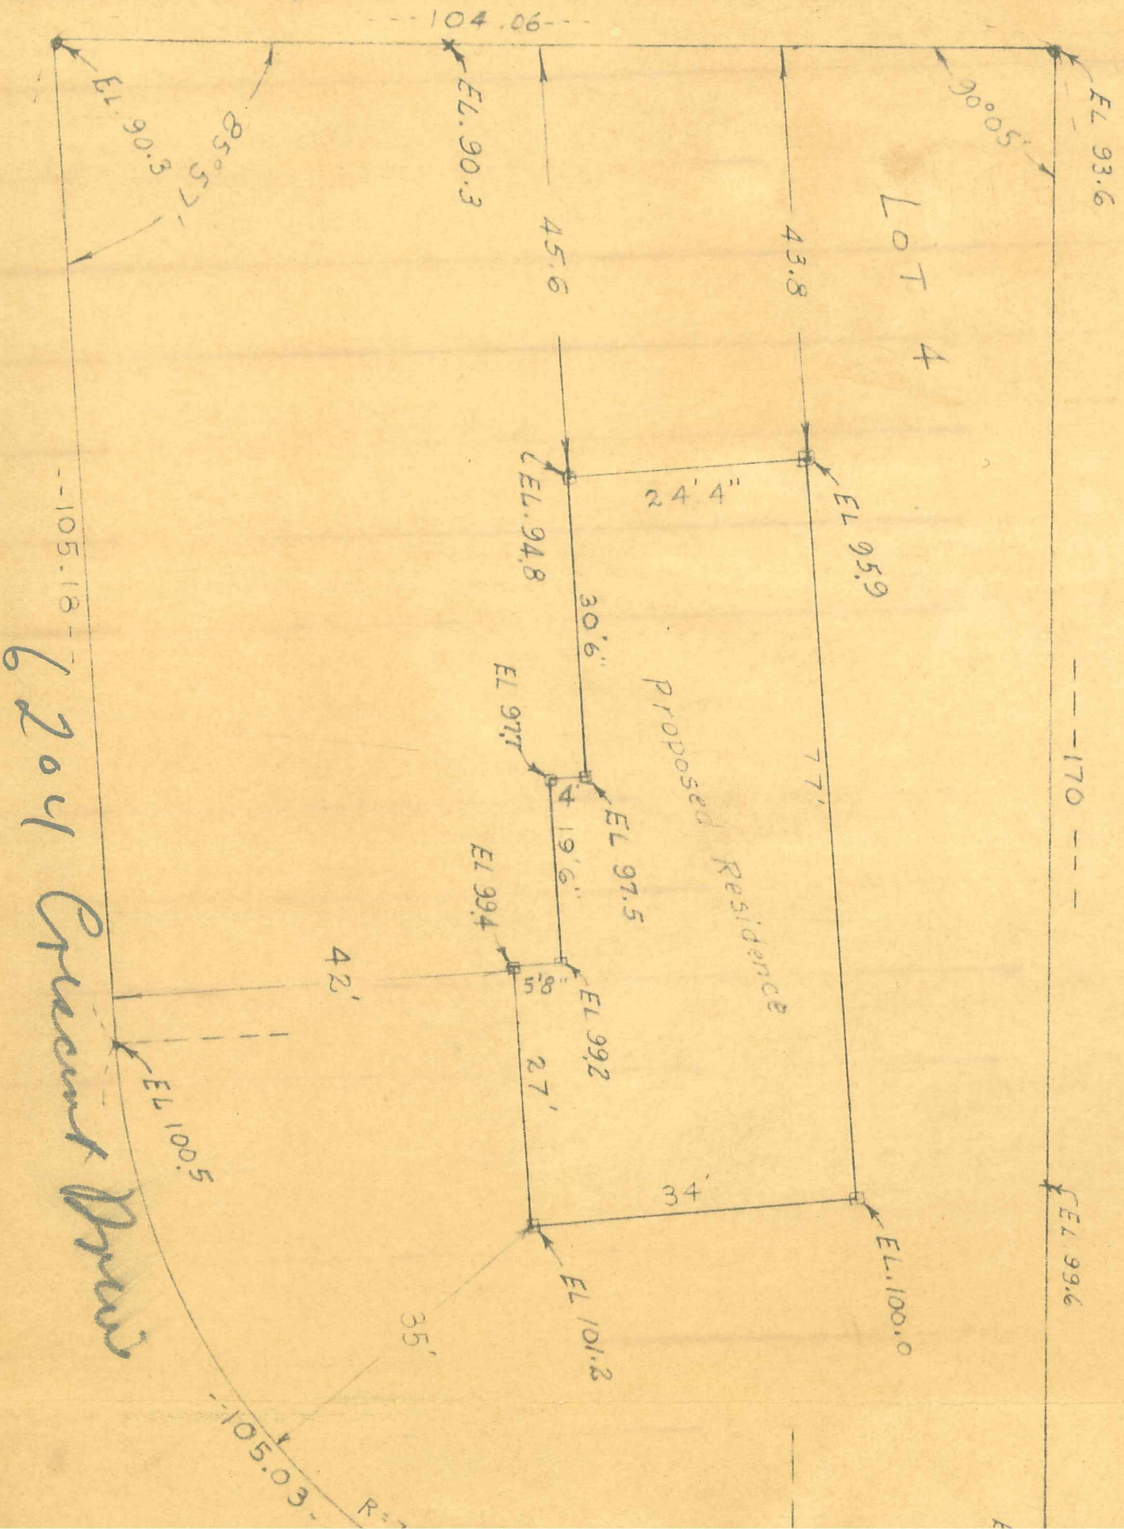 ---104.06---
EL 93.6
90°05'
EL. 90.3
85°57'
EL. 90.3
LOT 4
43.8
45.6
EL 95.9
24' 4"
EL. 94.8
30'6"
77'
---170---
Proposed Residence
EL 97.7
4'
EL 97.5
19'6"
EL 99.4
5'8"
EL 99.2
27'
34'
EL. 100.0
EL 99.6
EL 101.2
42'
EL 100.5
35'
--105.18--
6204 Crescent Drive
--105.03-
R=